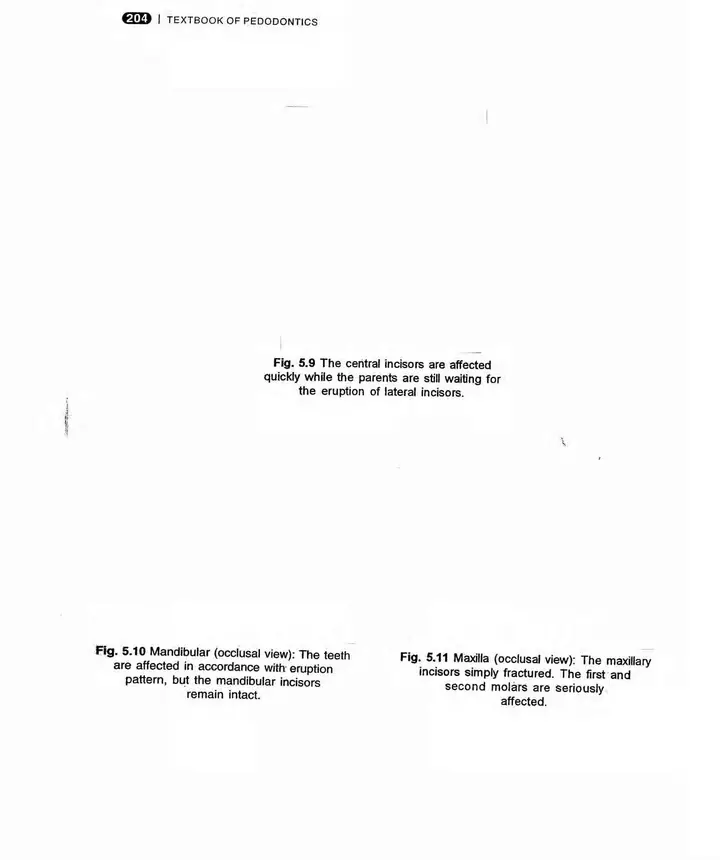 204 | TEXTBOOK OF PEDODONTICS
Fig. 5.9 The central incisors are affected
quickly while the parents are still waiting for
the eruption of lateral incisors.
Fig. 5.10 Mandibular (occlusal view): The teeth
are affected in accordance with eruption
pattern, but the mandibular incisors
remain intact.
Fig. 5.11 Maxilla (occlusal view): The maxillary
incisors simply fractured. The first and
second molars are seriously
affected.